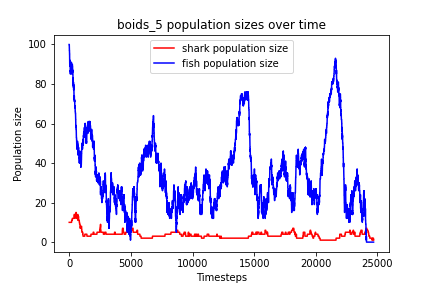 boids_5 population sizes over time
shark population size
fish population size
Population size
100
80
60
40
20
0
0
5000
10000
15000
20000
25000
Timesteps